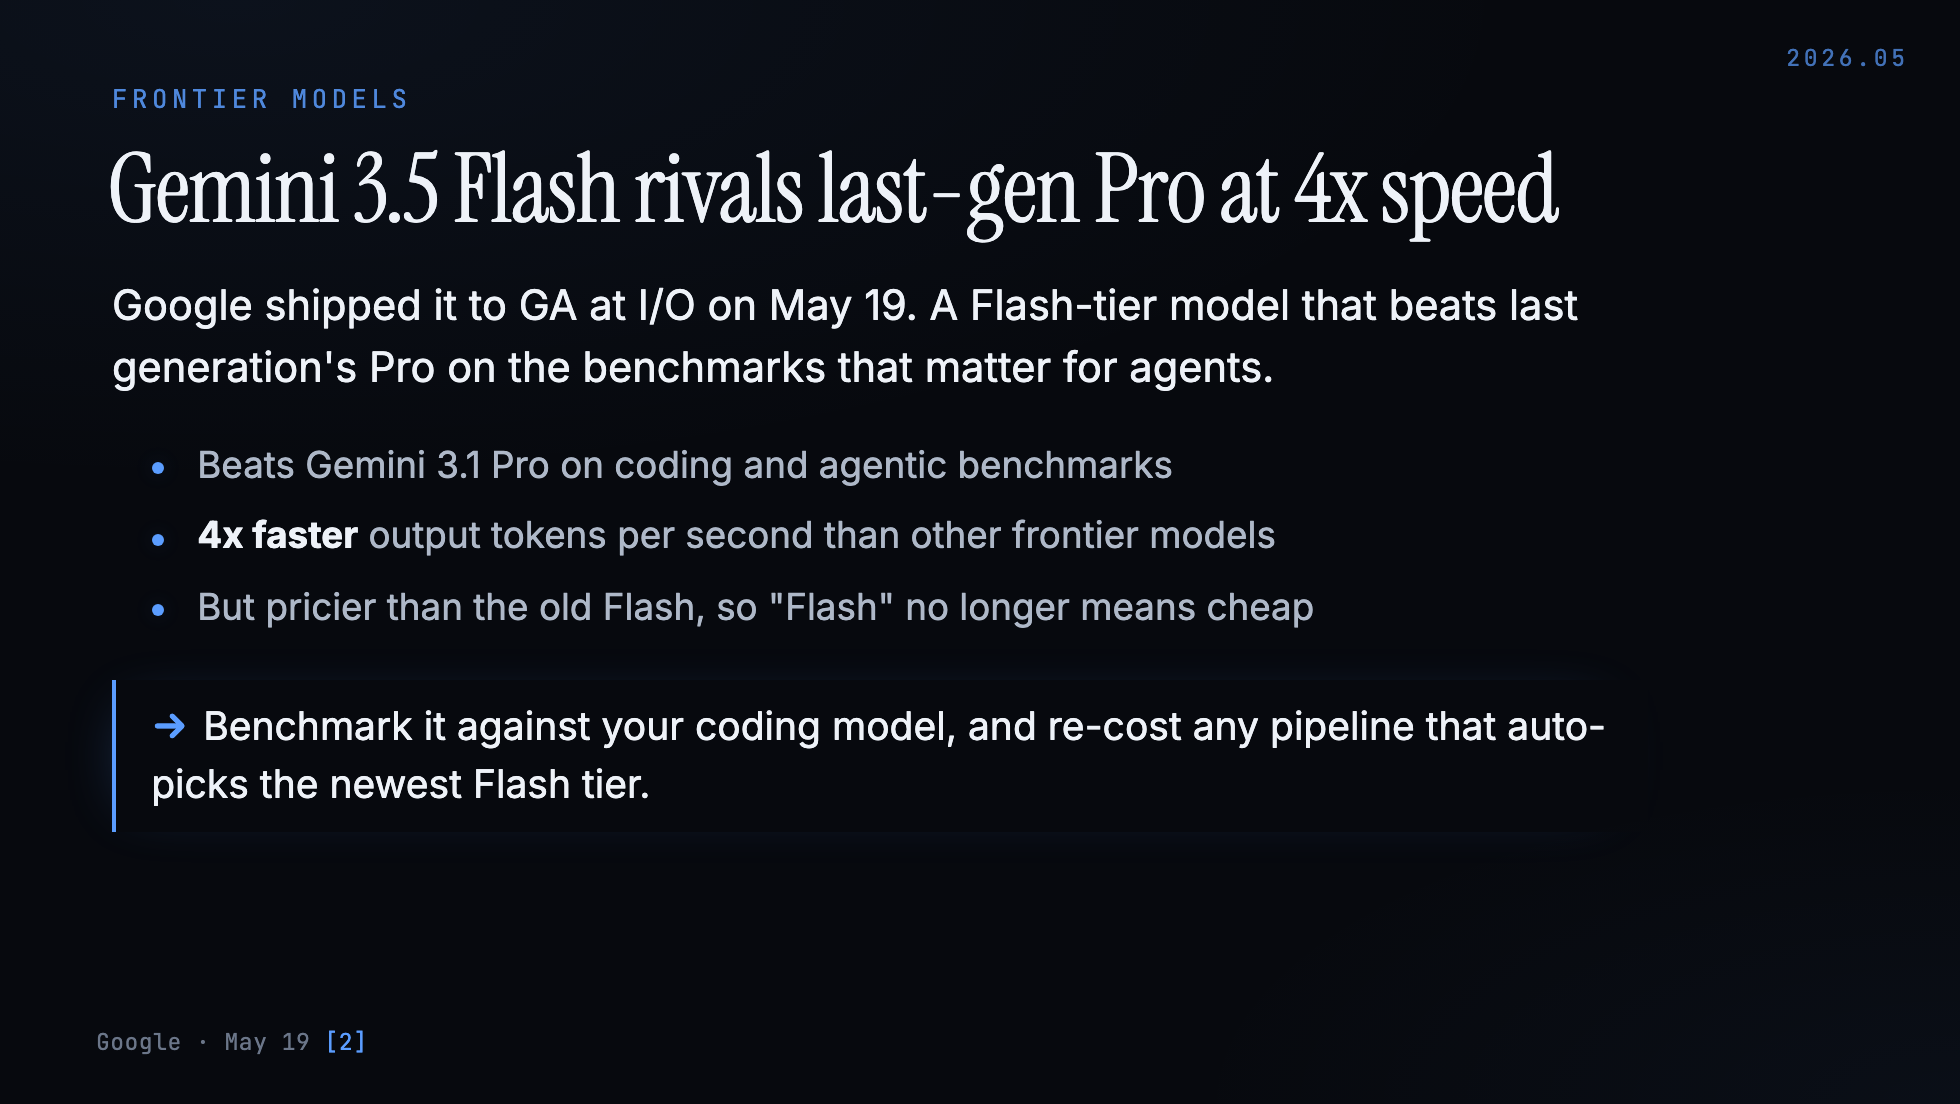 2026.05
FRONTIER MODELS
Gemini 3.5 Flash rivals last-gen Pro at 4x speed
Google shipped it to GA at I/O on May 19. A Flash-tier model that beats last
generation's Pro on the benchmarks that matter for agents.
• Beats Gemini 3.1 Pro on coding and agentic benchmarks
• 4x faster output tokens per second than other frontier models
• But pricier than the old Flash, so "Flash" no longer means cheap
→ Benchmark it against your coding model, and re-cost any pipeline that auto-
picks the newest Flash tier.
Google · May 19 [2]